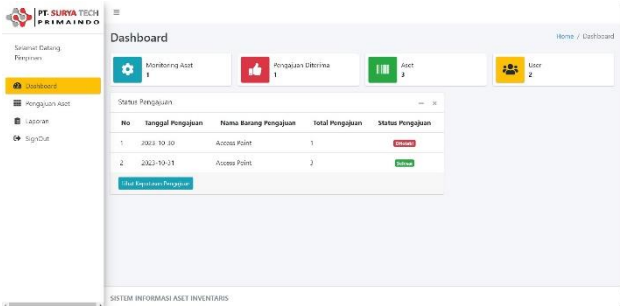 PT. SURYA TECH
PRIMAINDO
Selamat Datang,
Pimpinan
Dashboard
Pengajuan Aset
Laporan
SignOut
Dashboard
Home / Dashboard
Monitoring Aset
1
Pengajuan Diterima
1
Aset
3
User
2
Status Pengajuan
No Tanggal Pengajuan Nama Barang Pengajuan Total Pengajuan Status Pengajuan
1 2023-10-30 Access Point 1 Ditolak
2 2023-10-31 Access Point 3
Lihat Keputusan Pengajuan
SISTEM INFORMASI ASET INVENTARIS